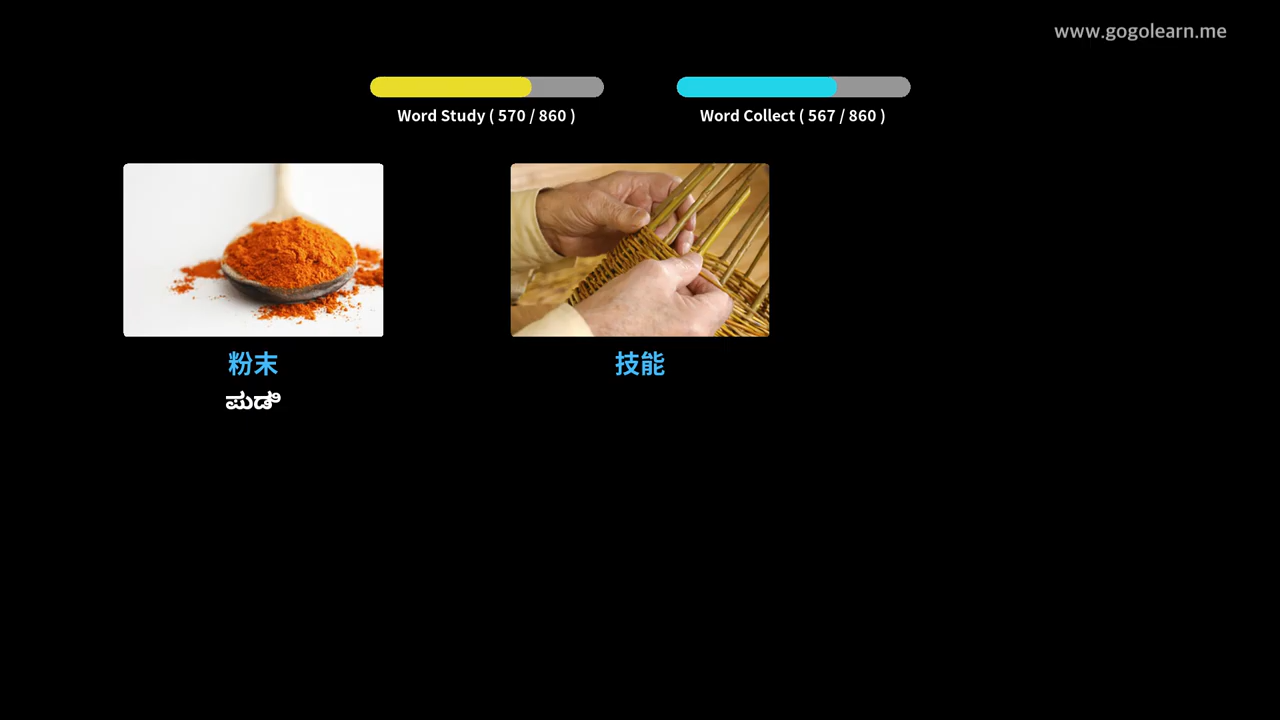 www.gogolearn.me
Word Study ( 570 / 860 )
Word Collect ( 567 / 860 )
粉末
ಪುಡಿ
技能